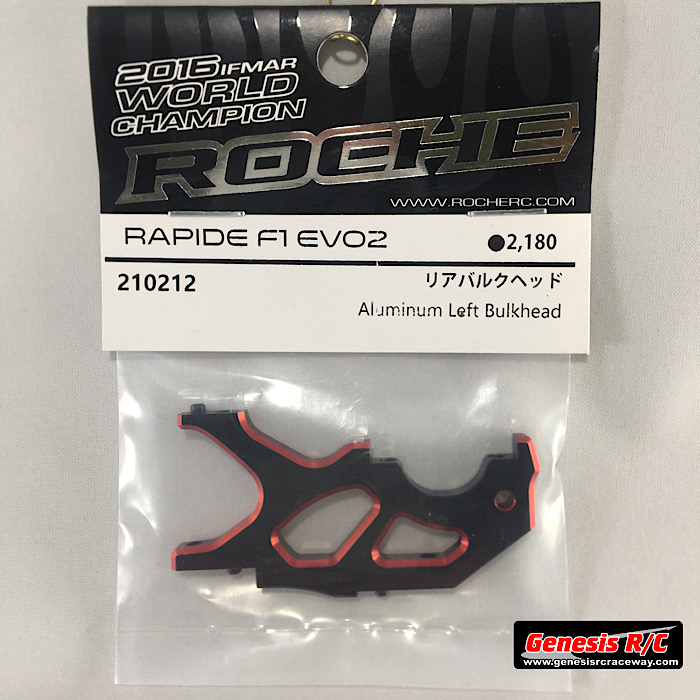 2015 IFMAR
WORLD
CHAMPION
ROCHE
WWW.ROCHERC.COM
RAPIDE F1 EVO2
●2,180
210212
リアバルクヘッド
Aluminum Left Bulkhead
Genesis R/C
www.genesisrcraceway.com